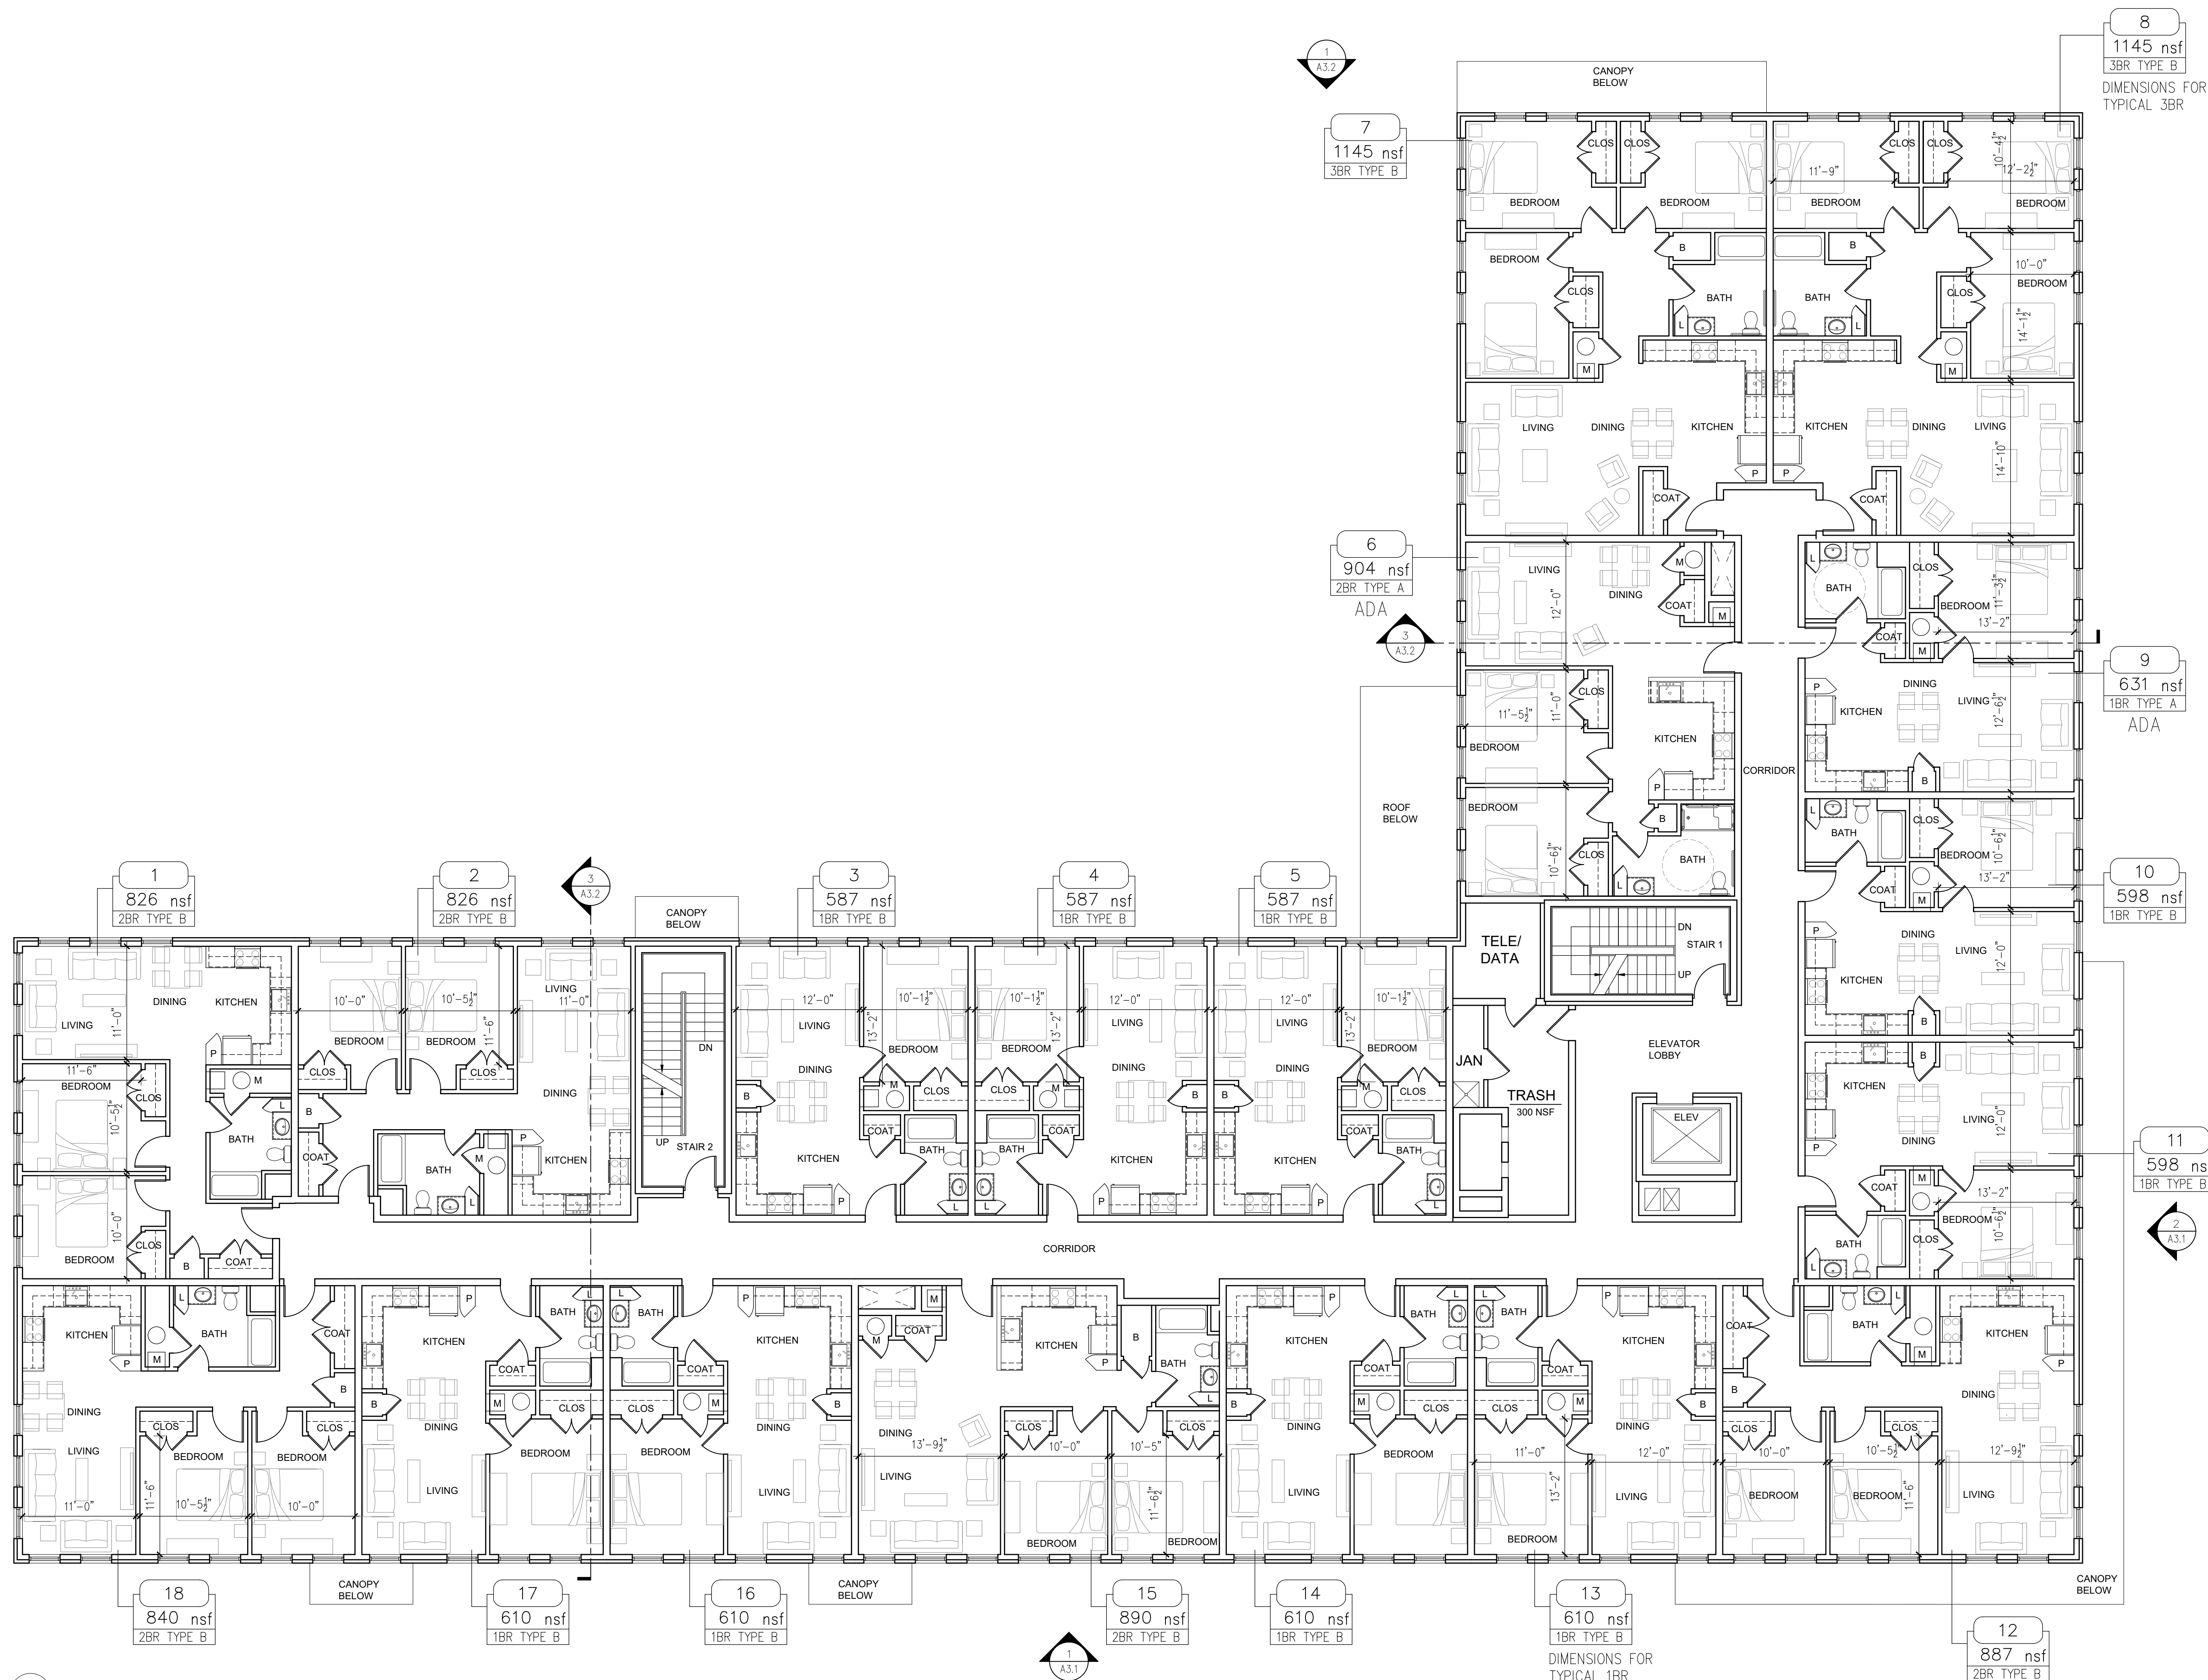 1
A3.2
CANOPY
BELOW
8
1145 nsf
3BR TYPE B
DIMENSIONS FOR
TYPICAL 3BR
7
1145 nsf
3BR TYPE B
CLOS
CLOS
CLOS
CLOS
10'-4½"
11'-9"
12'-2½"
BEDROOM
BEDROOM
BEDROOM
BEDROOM
BEDROOM
B
B
10'-0"
BEDROOM
CLOS
BATH
BATH
CLOS
L
L
14'-1½"
M
M
LIVING
DINING
KITCHEN
KITCHEN
DINING
LIVING
14'-10"
P
P
COAT
COAT
6
904 nsf
2BR TYPE A
ADA
LIVING
DINING
M
COAT
M
12'-0"
L
BATH
CLOS
BEDROOM
11'-3½"
13'-2"
COAT
M
3
A3.2
9
631 nsf
1BR TYPE A
ADA
CLOS
11'-5½"
11'-0"
BEDROOM
KITCHEN
P
P
DINING
KITCHEN
LIVING
12'-6½"
B
CORRIDOR
ROOF
BELOW
BEDROOM
CLOS
10'-6½"
B
BATH
L
L
BATH
CLOS
BEDROOM
10'-6½"
13'-2"
COAT
M
10
598 nsf
1BR TYPE B
1
826 nsf
2BR TYPE B
2
826 nsf
2BR TYPE B
3
A3.2
CANOPY
BELOW
3
587 nsf
1BR TYPE B
4
587 nsf
1BR TYPE B
5
587 nsf
1BR TYPE B
TELE/
DATA
DN
STAIR 1
UP
P
DINING
KITCHEN
LIVING
12'-0"
B
DINING
KITCHEN
LIVING
11'-0"
P
10'-0"
10'-5½"
BEDROOM
BEDROOM
11'-6"
CLOS
CLOS
LIVING
11'-0"
DINING
DN
UP
STAIR 2
12'-0"
LIVING
10'-1½"
13'-2"
BEDROOM
10'-1½"
13'-2"
BEDROOM
12'-0"
LIVING
12'-0"
LIVING
10'-1½"
13'-2"
BEDROOM
DINING
DINING
DINING
JAN
TRASH
300 NSF
ELEVATOR
LOBBY
ELEV
11'-6"
BEDROOM
CLOS
10'-5½"
M
L
BATH
B
COAT
BATH
M
P
L
KITCHEN
B
M
CLOS
COAT
BATH
KITCHEN
P
L
CLOS
M
B
COAT
BATH
KITCHEN
L
P
B
M
CLOS
COAT
BATH
KITCHEN
P
L
B
KITCHEN
P
DINING
LIVING
12'-0"
11
598 ns
1BR TYPE B
COAT
M
13'-2"
BEDROOM
10'-6½"
BATH
CLOS
L
2
A3.1
10'-0"
BEDROOM
CLOS
B
COAT
CORRIDOR
KITCHEN
P
L
BATH
M
COAT
B
DINING
LIVING
11'-0"
CLOS
BEDROOM
11'-6"
10'-5½"
CLOS
BEDROOM
10'-0"
P
KITCHEN
B
DINING
LIVING
BATH
L
COAT
M
CLOS
BEDROOM
L
BATH
COAT
CLOS
M
BEDROOM
P
KITCHEN
B
DINING
LIVING
M
M
COAT
DINING
13'-9½"
LIVING
KITCHEN
P
B
BATH
L
CLOS
10'-0"
BEDROOM
CLOS
10'-5"
11'-6½"
BEDROOM
P
KITCHEN
B
DINING
LIVING
L
BATH
COAT
M
CLOS
BEDROOM
L
BATH
COAT
CLOS
M
11'-0"
13'-2"
BEDROOM
P
KITCHEN
B
DINING
12'-0"
LIVING
COAT
B
BATH
L
M
KITCHEN
P
DINING
CLOS
10'-0"
BEDROOM
CLOS
10'-5½"
BEDROOM
11'-6"
12'-9½"
LIVING
CANOPY
BELOW
CANOPY
BELOW
CANOPY
BELOW
18
840 nsf
2BR TYPE B
17
610 nsf
1BR TYPE B
16
610 nsf
1BR TYPE B
1
A3.1
15
890 nsf
2BR TYPE B
14
610 nsf
1BR TYPE B
13
610 nsf
1BR TYPE B
DIMENSIONS FOR
TYPICAL 1BR
12
887 nsf
2BR TYPE B